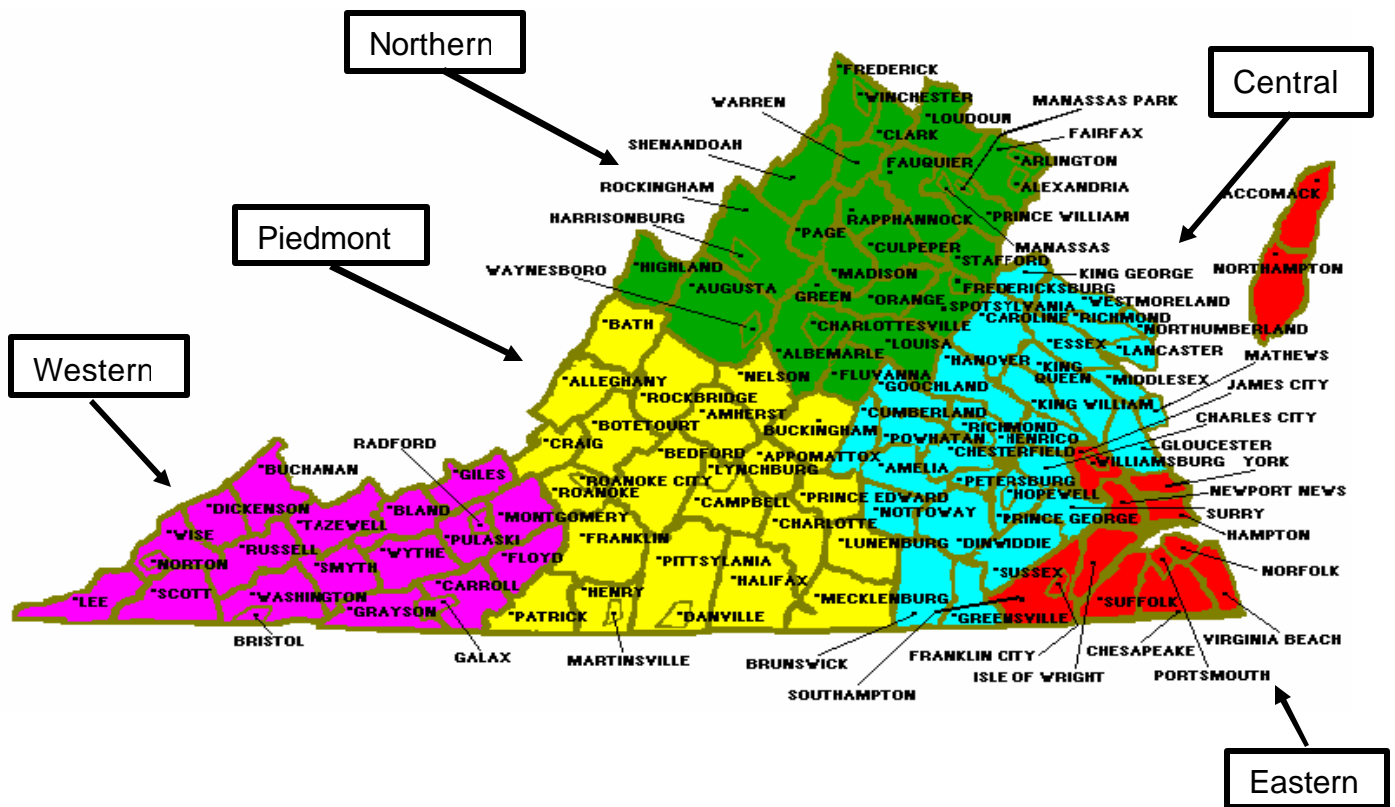 Northern
Central
Piedmont
Western
Eastern
FREDERICK
WINCHESTER
WARREN
MANASSAS PARK
LOUDOUN
CLARK
FAIRFAX
SHENANDOAH
FAUQUIER
ARLINGTON
ROCKINGHAM
ALEXANDRIA
ACCOMACK
HARRISONBURG
RAPPHANNOCK
PRINCE WILLIAM
PAGE
CULPEPER
MANASSAS
WAYNESBORO
HIGHLAND
STAFFORD
KING GEORGE
NORTHAMPTON
AUGUSTA
MADISON
GREEN
ORANGE
FREDERICKSBURG
SPOTSYLVANIA
WESTMORELAND
BATH
CHARLOTTESVILLE
CAROLINE
RICHMOND
NORTHUMBERLAND
LOUISA
ESSEX
LANCASTER
ALBEMARLE
HANOVER
MATHEWS
ALLEGHANY
NELSON
FLUVANNA
GOOCHLAND
KING
QUEEN
MIDDLESEX
JAMES CITY
ROCKBRIDGE
AMHERST
CUMBERLAND
KING WILLIAM
CHARLES CITY
BOTETOURT
BUCKINGHAM
RICHMOND
RADFORD
CRAIG
POWHATAN
HENRICO
GLOUCESTER
BEDFORD
APPOMATTOX
CHESTERFIELD
BUCHANAN
GILES
LYNCHBURG
AMELIA
WILLIAMSBURG
YORK
ROANOKE CITY
ROANOKE
PETERSBURG
NEWPORT NEWS
DICKENSON
BLAND
CAMPBELL
PRINCE EDWARD
HOPEWELL
TAZEWELL
MONTGOMERY
NOTTOWAY
PRINCE GEORGE
SURRY
WISE
PULASKI
FRANKLIN
CHARLOTTE
HAMPTON
RUSSELL
WYTHE
FLOYD
LUNENBURG
DINWIDDIE
NORTON
SMYTH
PITTSYLANIA
SUSSEX
NORFOLK
CARROLL
HALIFAX
LEE
SCOTT
WASHINGTON
GRAYSON
HENRY
MECKLENBURG
SUFFOLK
PATRICK
DANVILLE
GREENSVILLE
BRISTOL
VIRGINIA BEACH
GALAX
MARTINSVILLE
BRUNSWICK
FRANKLIN CITY
CHESAPEAKE
ISLE OF WRIGHT
PORTSMOUTH
SOUTHAMPTON